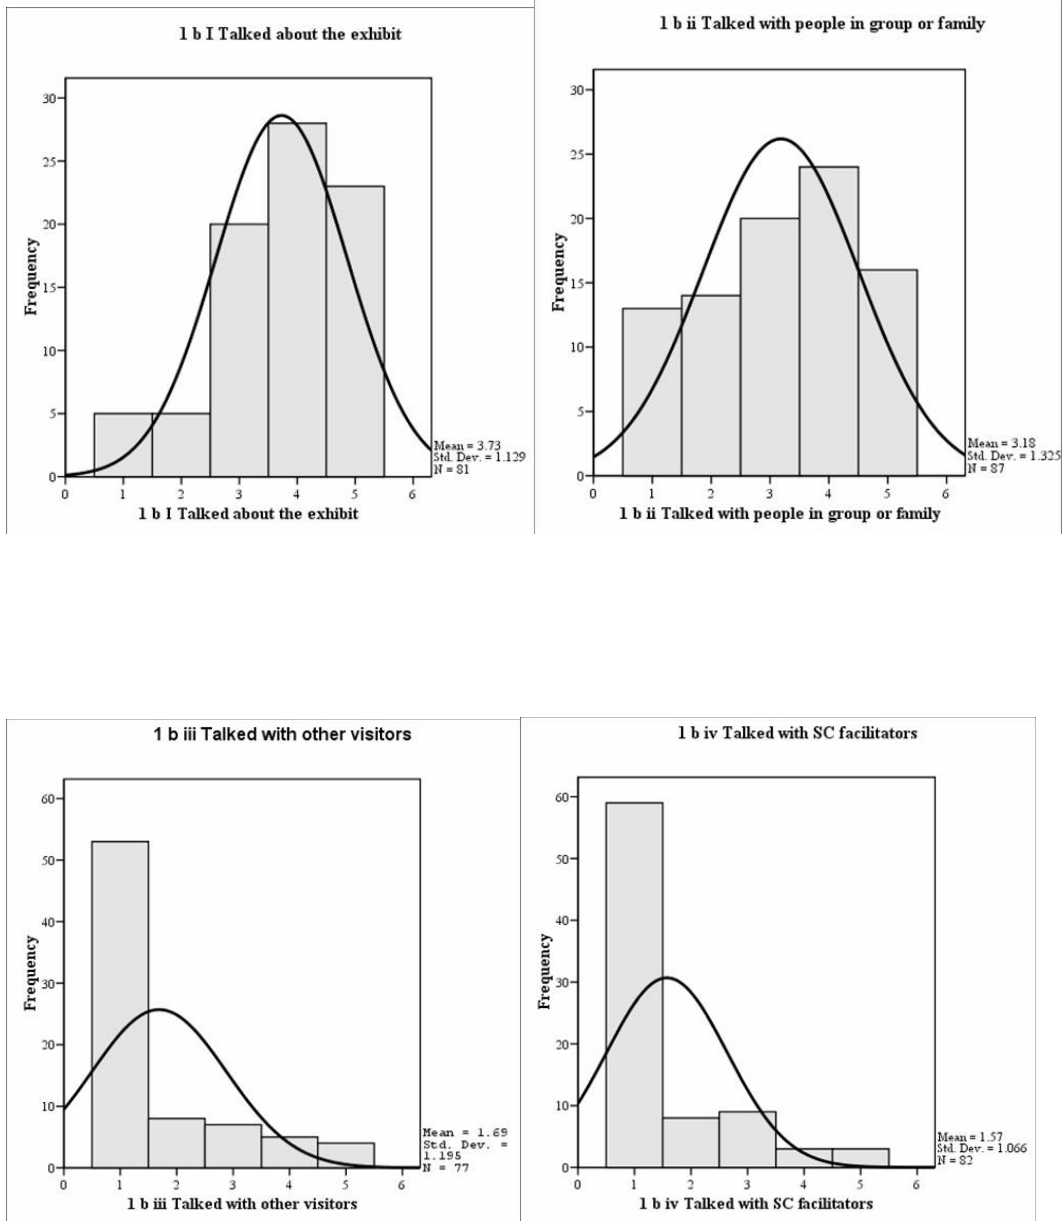 1 b I Talked about the exhibit
30
25
20
15
10
5
0
Frequency
0 1 2 3 4 5 6
1 b I Talked about the exhibit
Mean = 3.73
Std. Dev. = 1.129
N = 81
1 b ii Talked with people in group or family
30
25
20
15
10
5
0
Frequency
0 1 2 3 4 5 6
1 b ii Talked with people in group or family
Mean = 3.18
Std. Dev. = 1.325
N = 87
1 b iii Talked with other visitors
60
50
40
30
20
10
0
Frequency
0 1 2 3 4 5 6
1 b iii Talked with other visitors
Mean = 1.69
Std. Dev. =
1.195
N = 77
1 b iv Talked with SC facilitators
60
50
40
30
20
10
0
Frequency
0 1 2 3 4 5 6
1 b iv Talked with SC facilitators
Mean = 1.57
Std. Dev. = 1.066
N = 82